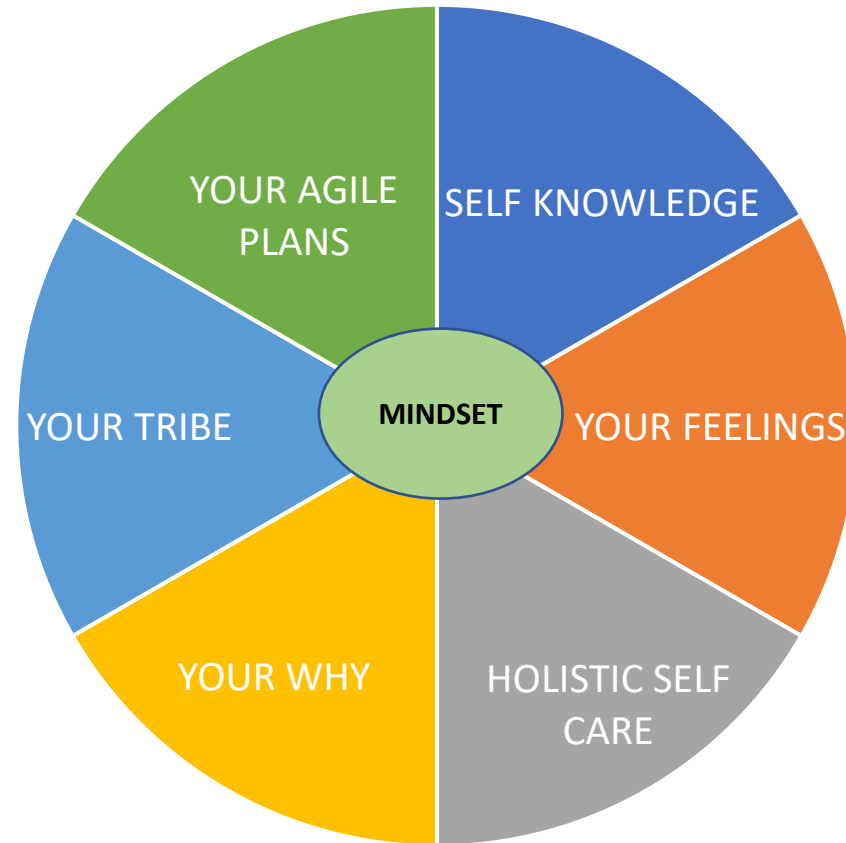 YOUR AGILE
PLANS
SELF KNOWLEDGE
YOUR TRIBE
MINDSET
YOUR FEELINGS
YOUR WHY
HOLISTIC SELF
CARE